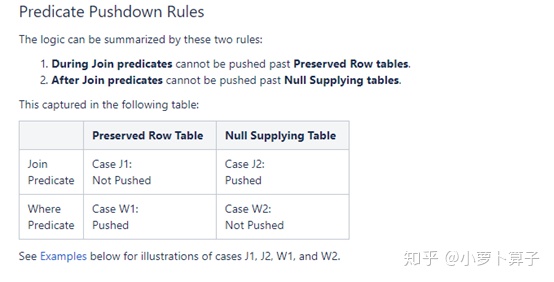 Predicate Pushdown Rules
The logic can be summarized by these two rules:
1. During Join predicates cannot be pushed past Preserved Row tables.
2. After Join predicates cannot be pushed past Null Supplying tables.
This captured in the following table:
Preserved Row Table Null Supplying Table
Join Predicate Case J1: Not Pushed Case J2: Pushed
Where Predicate Case W1: Pushed Case W2: Not Pushed
See Examples below for illustrations of cases J1, J2, W1, and W2.
知乎 @小萝卜算子